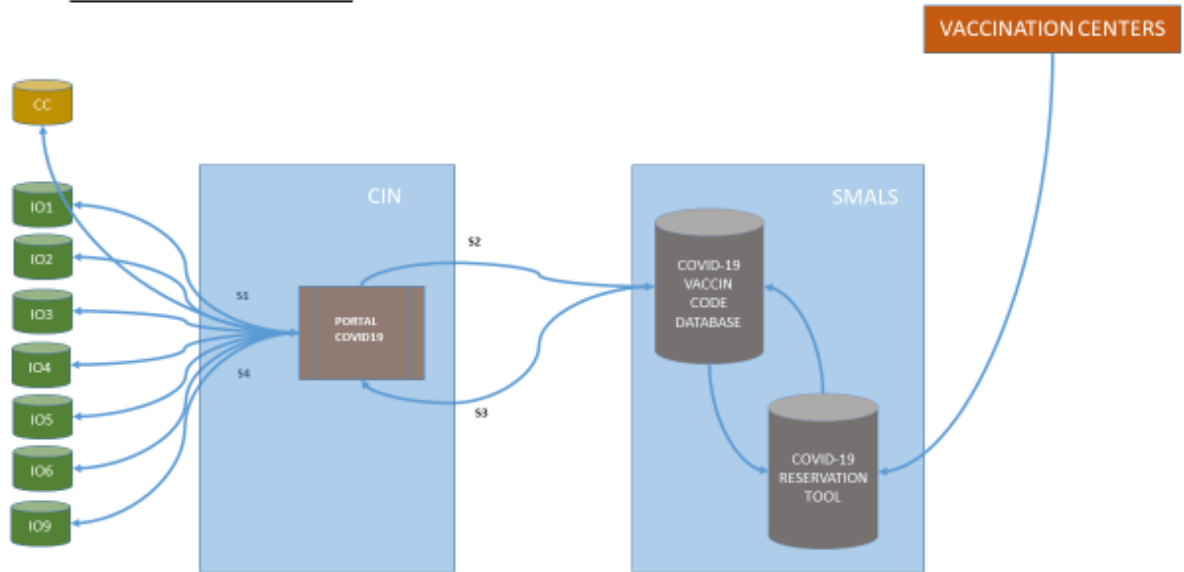 VACCINATION CENTERS
CC
CIN
SMALS
IO1
IO2
IO3
IO4
IO5
IO6
IO9
S1
S4
PORTAL
COVID19
S2
S3
COVID-19
VACCIN
CODE
DATABASE
COVID-19
RESERVATION
TOOL